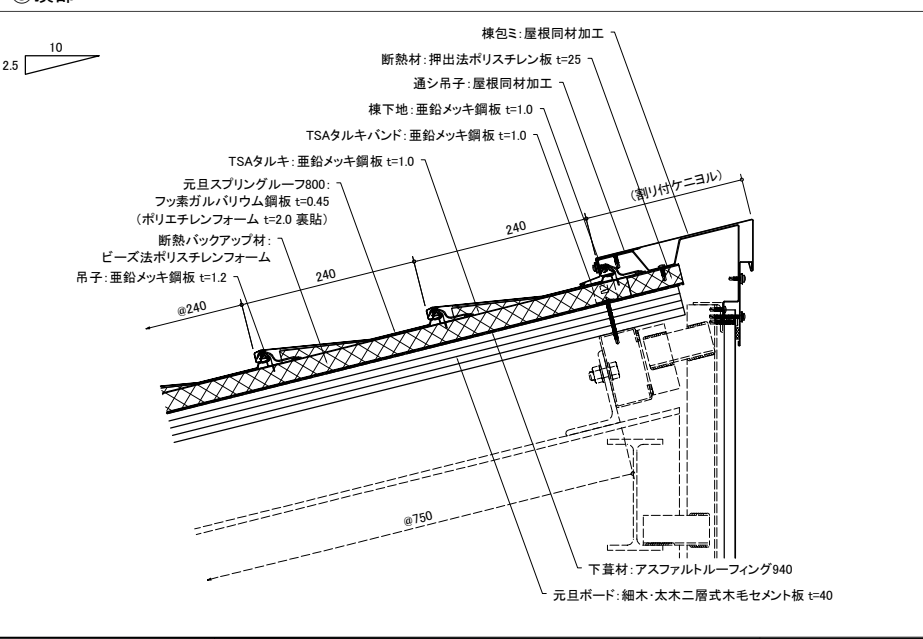 10
2.5
棟包ミ:屋根同材加工
断熱材:押出法ポリスチレン板 t=25
通シ吊子:屋根同材加工
棟下地:亜鉛メッキ鋼板 t=1.0
TSAタルキバンド:亜鉛メッキ鋼板 t=1.0
TSAタルキ:亜鉛メッキ鋼板 t=1.0
元旦スプリングルーフ800:
フッ素ガルバリウム鋼板 t=0.45
(ポリエチレンフォーム t=2.0 裏貼)
断熱バックアップ材:
ビーズ法ポリスチレンフォーム
吊子:亜鉛メッキ鋼板 t=1.2
(割り付ケニヨル)
240
240
@240
@750
下葺材:アスファルトルーフィング940
元旦ボード:細木・太木二層式木毛セメント板 t=40